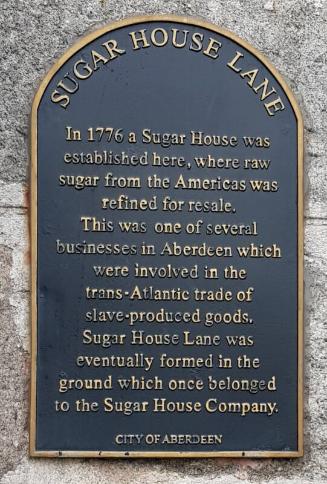 SUGAR HOUSE LANE
In 1776 a Sugar House was
established here, where raw
sugar from the Americas was
refined for resale.
This was one of several
businesses in Aberdeen which
were involved in the
trans-Atlantic trade of
slave-produced goods.
Sugar House Lane was
eventually formed in the
ground which once belonged
to the Sugar House Company.
CITY OF ABERDEEN